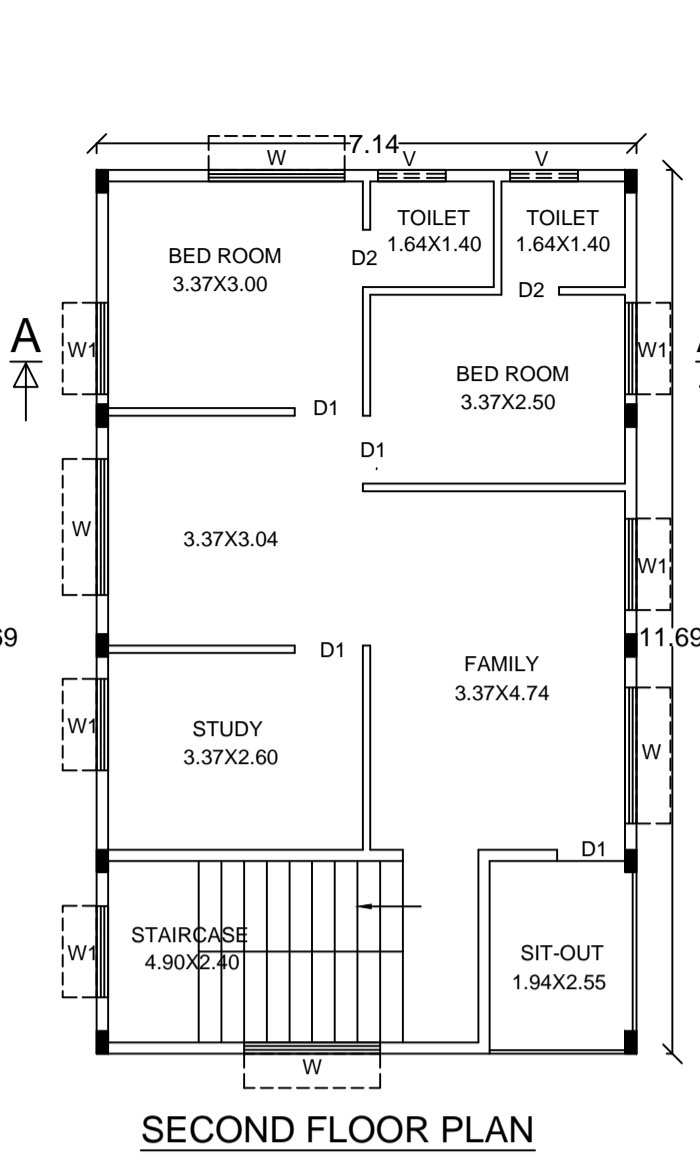 7.14
W
V
V
TOILET
1.64X1.40
TOILET
1.64X1.40
BED ROOM
3.37X3.00
D2
D2
A
W1
W1
BED ROOM
3.37X2.50
D1
D1
W
3.37X3.04
W1
69
11.69
D1
FAMILY
3.37X4.74
W1
STUDY
3.37X2.60
W
D1
STAIRCASE
4.90X2.40
W1
SIT-OUT
1.94X2.55
W
SECOND FLOOR PLAN